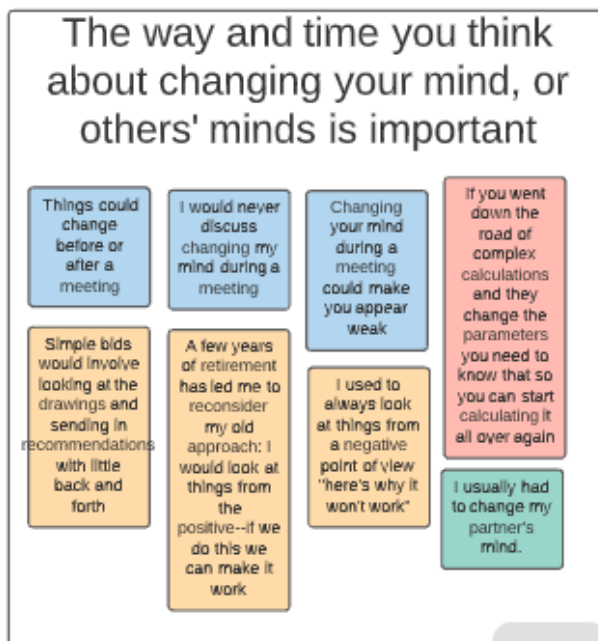 The way and time you think
about changing your mind, or
others' minds is important
Things could
change
before or
after a
meeting
I would never
discuss
changing my
mind during a
meeting
Changing
your mind
during a
meeting
could make
you appear
weak
If you went
down the
road of
complex
calculations
and they
change the
parameters
you need to
know that so
you can start
calculating it
all over again
Simple bids
would involve
looking at the
drawings and
sending in
recommendations
with little
back and
forth
A few years
of retirement
has led me to
reconsider
my old
approach: I
would look at
things from
the
positive--if we
do this we
can make it
work
I used to
always look
at things from
a negative
point of view
"here's why it
won't work"
I usually had
to change my
partner's
mind.